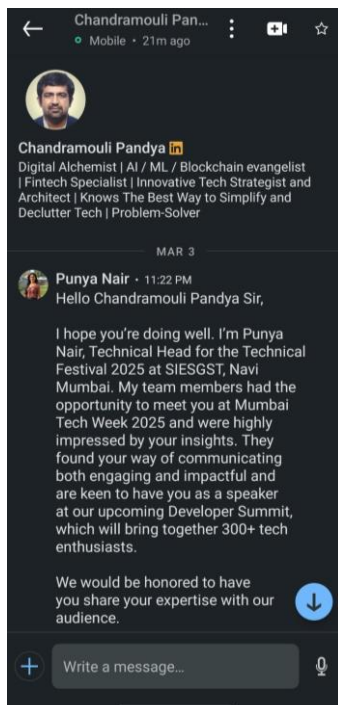 Chandramouli Pan...
Mobile • 21m ago
Chandramouli Pandya in
Digital Alchemist | AI / ML / Blockchain evangelist
| Fintech Specialist | Innovative Tech Strategist and
Architect | Knows The Best Way to Simplify and
Declutter Tech | Problem-Solver
MAR 3
Punya Nair • 11:22 PM
Hello Chandramouli Pandya Sir,
I hope you’re doing well. I’m Punya
Nair, Technical Head for the Technical
Festival 2025 at SIESGST, Navi
Mumbai. My team members had the
opportunity to meet you at Mumbai
Tech Week 2025 and were highly
impressed by your insights. They
found your way of communicating
both engaging and impactful and
are keen to have you as a speaker
at our upcoming Developer Summit,
which will bring together 300+ tech
enthusiasts.
We would be honored to have
you share your expertise with our
audience.
Write a message...